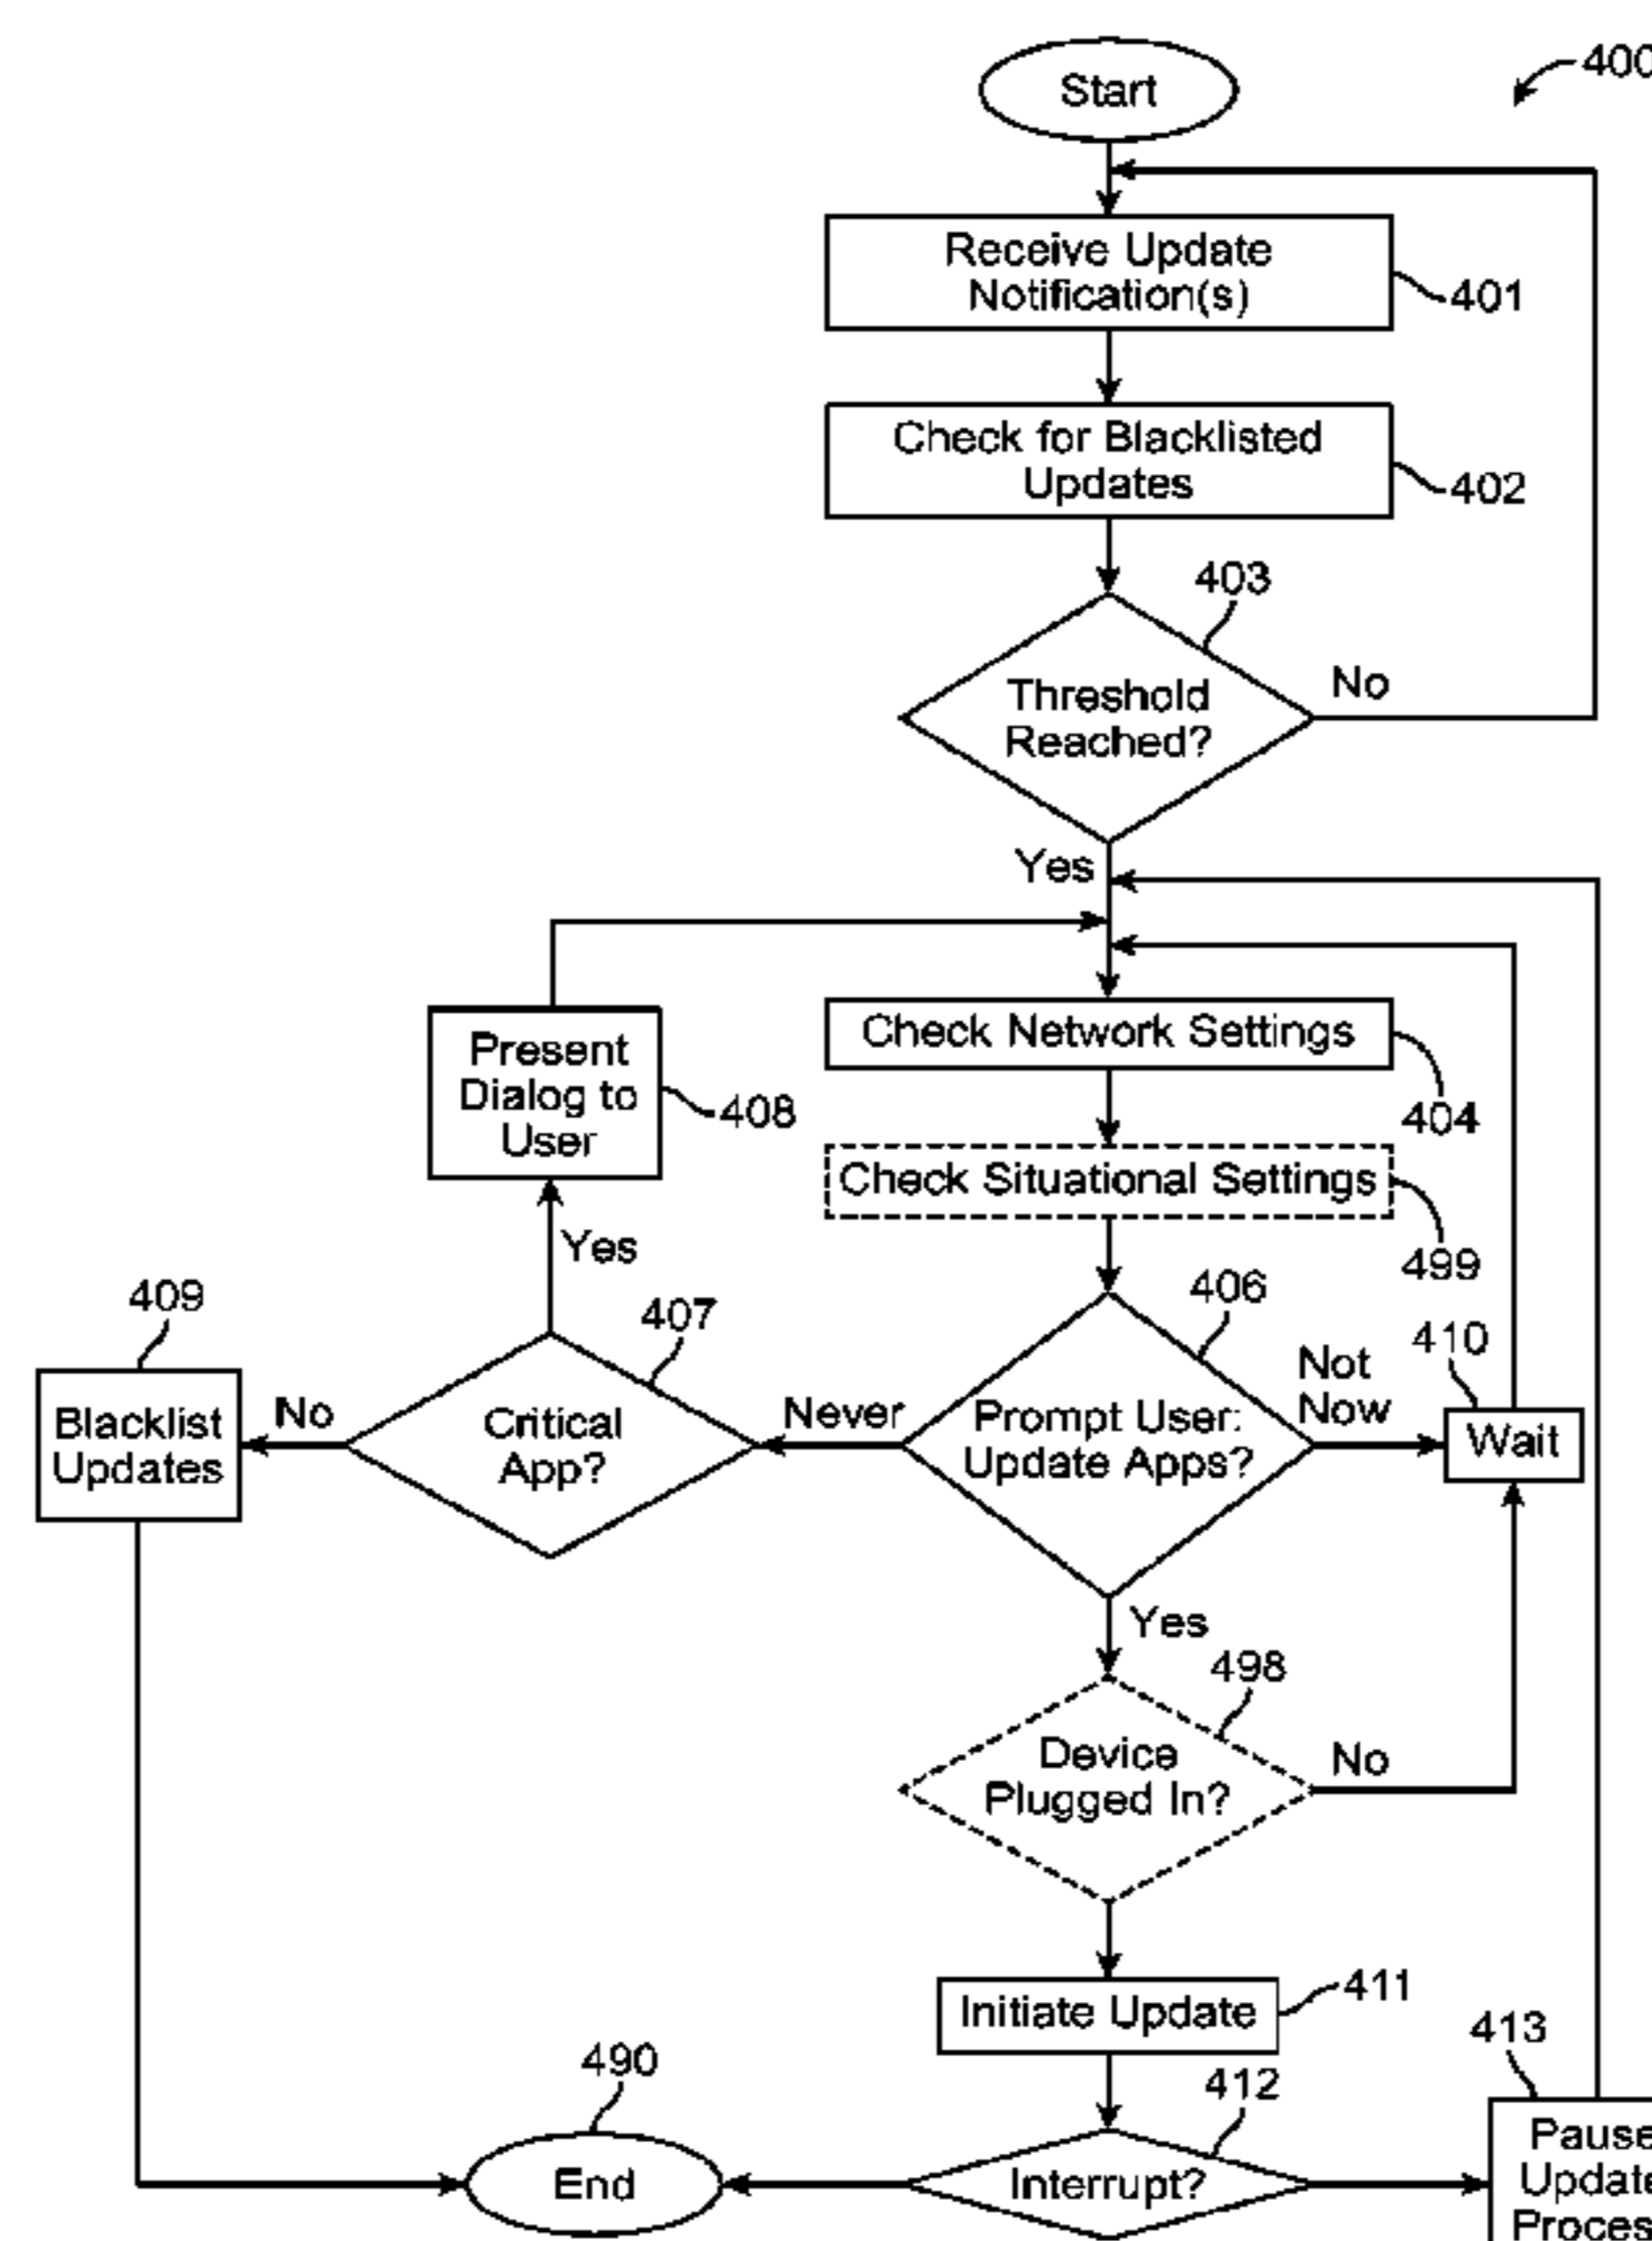 Start
400
Receive Update
Notification(s)
401
Check for Blacklisted
Updates
402
403
Threshold
Reached?
No
Yes
Check Network Settings
404
Present
Dialog to
User
408
Check Situational Settings
499
Yes
409
407
406
410
Not
Now
Blacklist
Updates
No
Critical
App?
Never
Prompt User:
Update Apps?
Wait
Yes
498
Device
Plugged In?
No
Initiate Update
411
413
490
412
End
Interrupt?
Pause
Update
Process